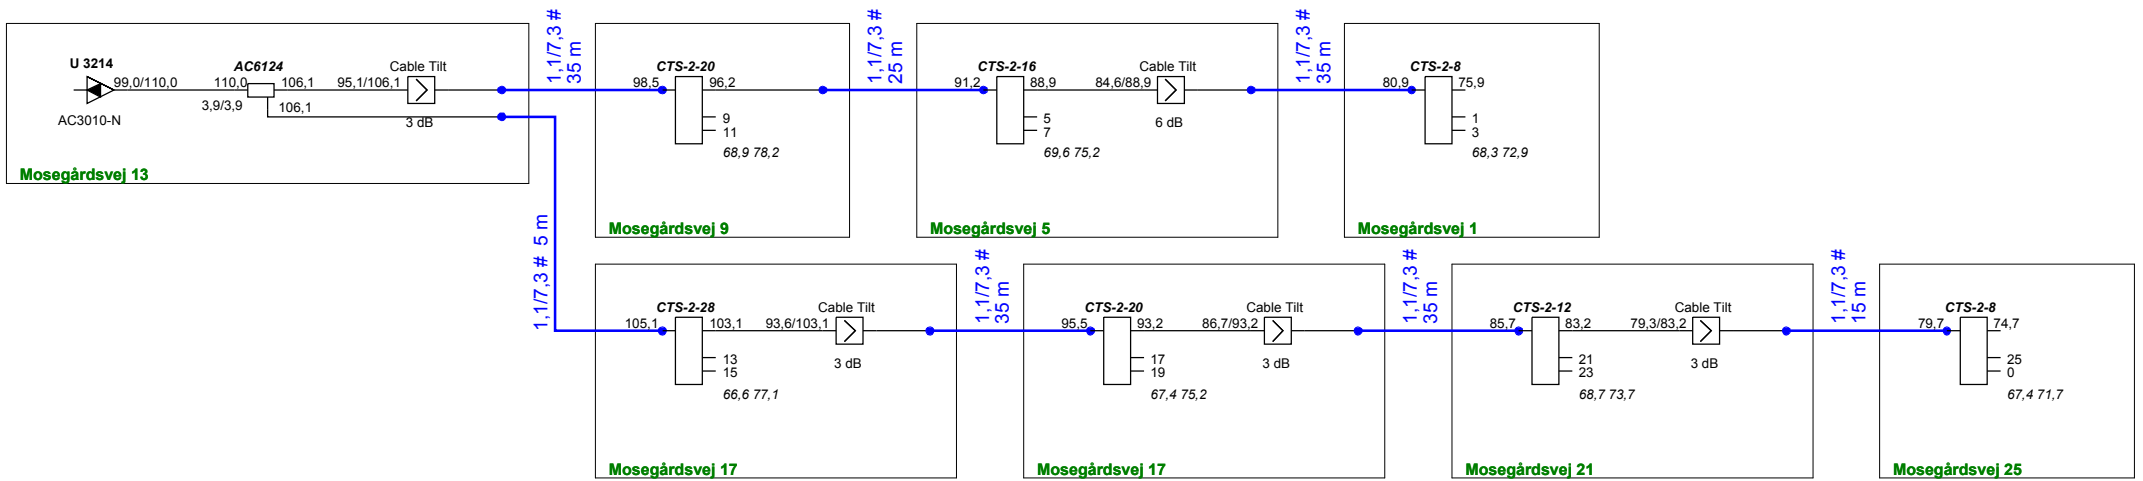 U 3214
99,0/110,0
AC3010-N
AC6124
110,0
106,1
3,9/3,9
106,1
Cable Tilt
95,1/106,1
3 dB
Mosegårdsvej 13
1,1/7,3 #
35 m
CTS-2-20
98,5
96,2
9
11
68,9 78,2
Mosegårdsvej 9
1,1/7,3 #
25 m
CTS-2-16
91,2
88,9
5
7
69,6 75,2
Cable Tilt
84,6/88,9
6 dB
Mosegårdsvej 5
1,1/7,3 #
35 m
CTS-2-8
80,9
75,9
1
3
68,3 72,9
Mosegårdsvej 1
1,1/7,3 # 5 m
CTS-2-28
105,1
103,1
13
15
66,6 77,1
Cable Tilt
93,6/103,1
3 dB
Mosegårdsvej 17
1,1/7,3 #
35 m
CTS-2-20
95,5
93,2
17
19
67,4 75,2
Cable Tilt
86,7/93,2
3 dB
Mosegårdsvej 17
1,1/7,3 #
35 m
CTS-2-12
85,7
83,2
21
23
68,7 73,7
Cable Tilt
79,3/83,2
3 dB
Mosegårdsvej 21
1,1/7,3 #
15 m
CTS-2-8
79,7
74,7
25
0
67,4 71,7
Mosegårdsvej 25